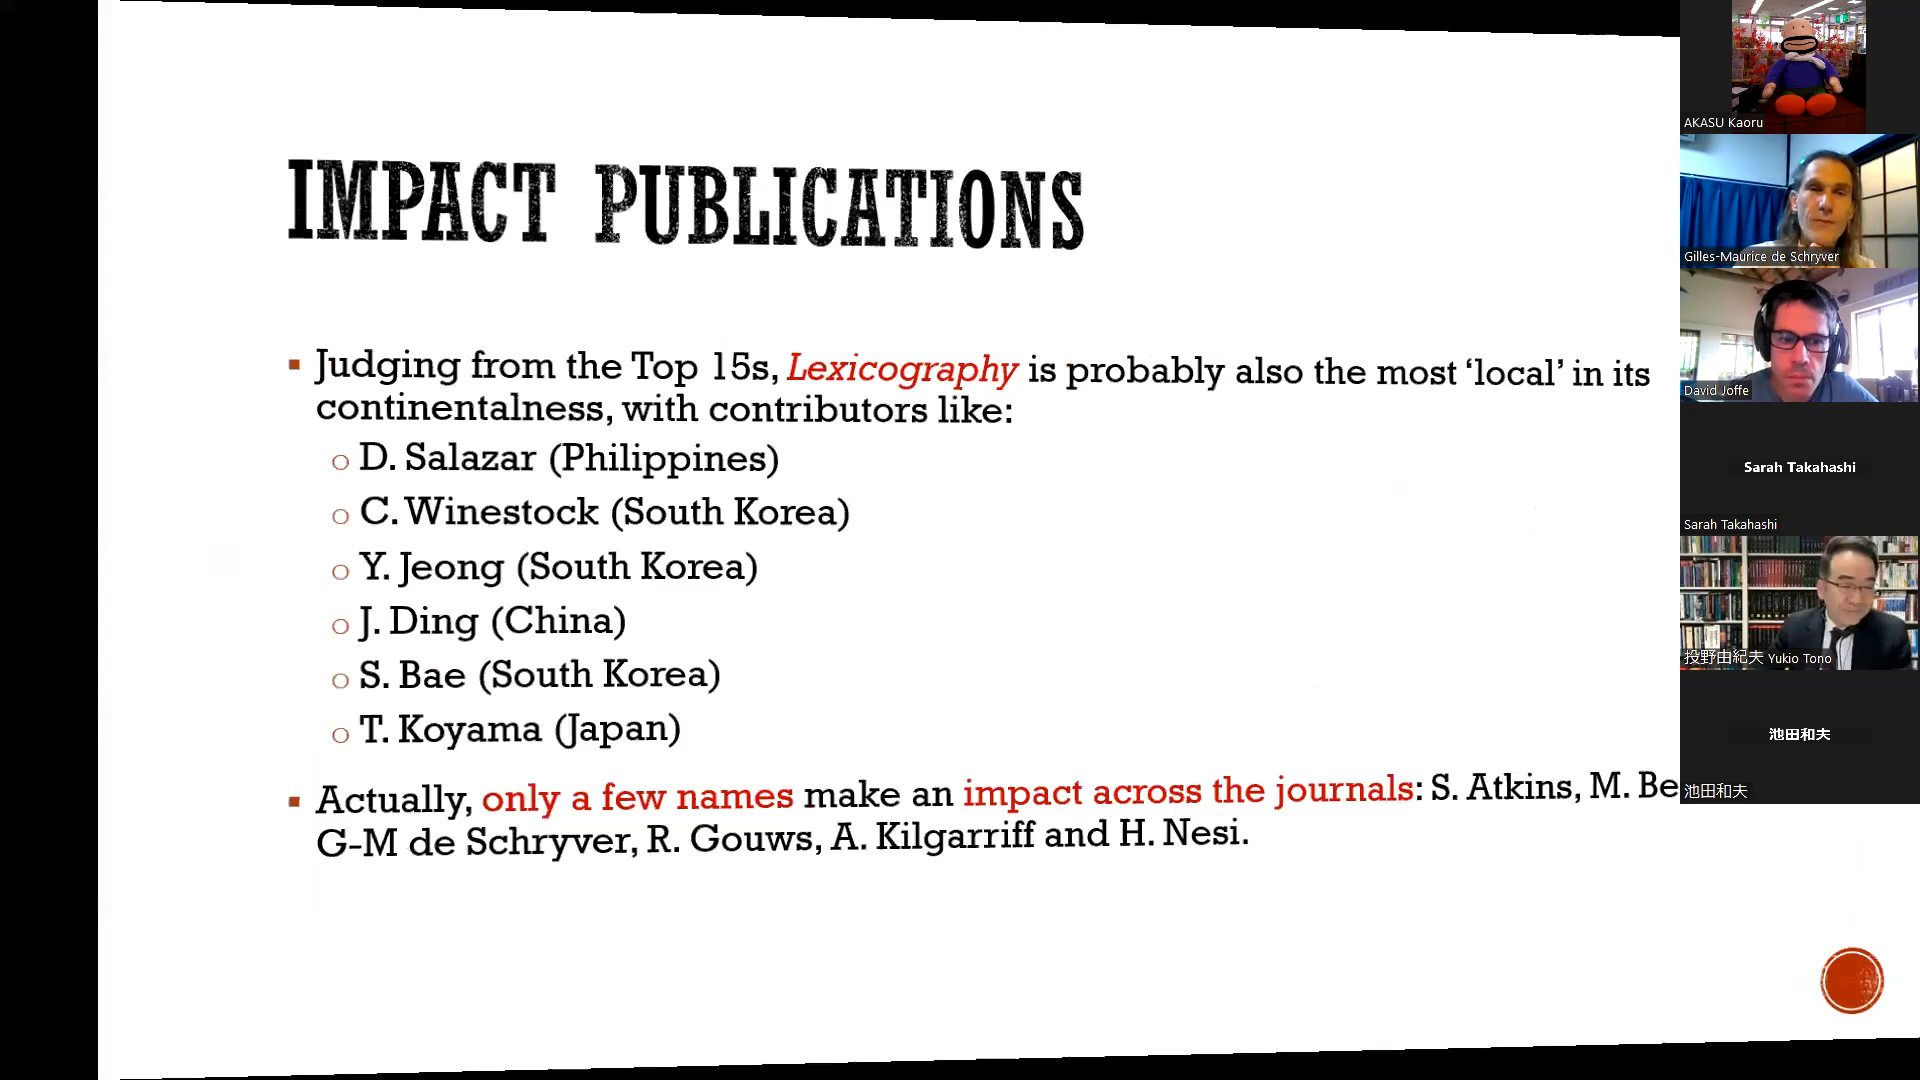 IMPACT PUBLICATIONS
Judging from the Top 15s, Lexicography is probably also the most ‘local’ in its
continentalness, with contributors like:
D. Salazar (Philippines)
C. Winestock (South Korea)
Y. Jeong (South Korea)
J. Ding (China)
S. Bae (South Korea)
T. Koyama (Japan)
Actually, only a few names make an impact across the journals: S. Atkins, M. Be
G-M de Schryver, R. Gouws, A. Kilgarriff and H. Nesi.
AKASU Kaoru
Gilles-Maurice de Schryver
David Joffe
Sarah Takahashi
Sarah Takahashi
投野由紀夫 Yukio Tono
池田和夫
池田和夫